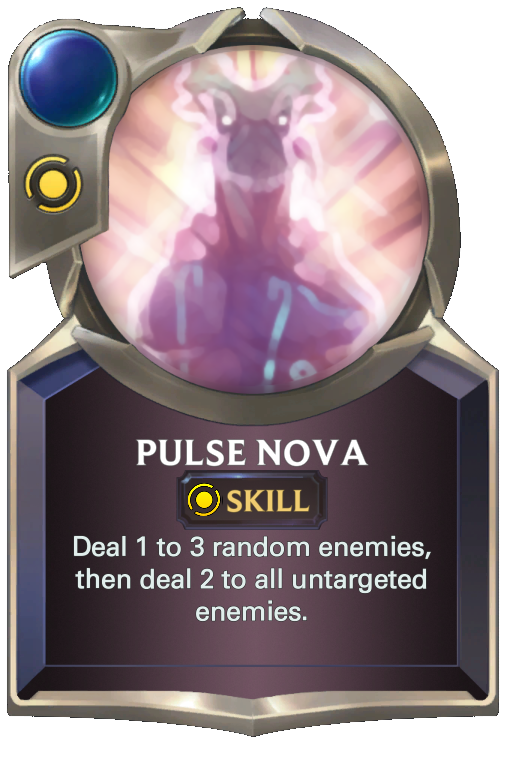 PULSE NOVA
SKILL
Deal 1 to 3 random enemies,
then deal 2 to all untargeted
enemies.